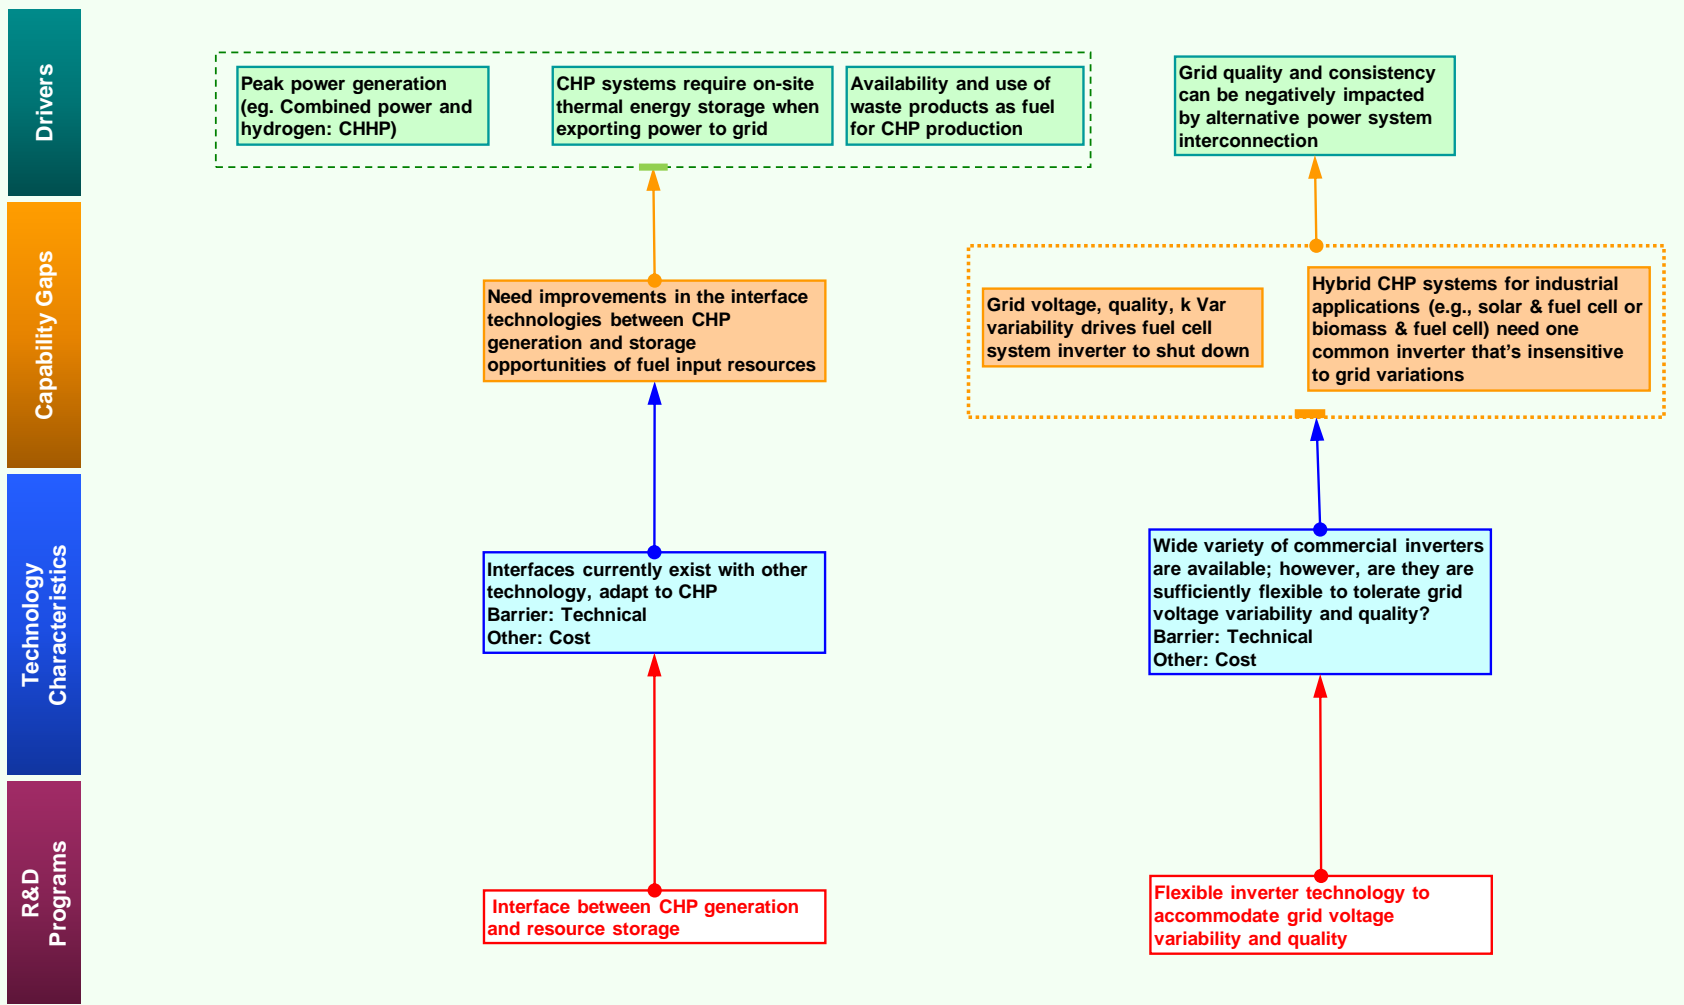 Drivers
Peak power generation
(eg. Combined power and
hydrogen: CHHP)
CHP systems require on-site
thermal energy storage when
exporting power to grid
Availability and use of
waste products as fuel
for CHP production
Grid quality and consistency
can be negatively impacted
by alternative power system
interconnection
Capability Gaps
Need improvements in the interface
technologies between CHP
generation and storage
opportunities of fuel input resources
Grid voltage, quality, k Var
variability drives fuel cell
system inverter to shut down
Hybrid CHP systems for industrial
applications (e.g., solar & fuel cell or
biomass & fuel cell) need one
common inverter that's insensitive
to grid variations
Technology
Characteristics
Interfaces currently exist with other
technology, adapt to CHP
Barrier: Technical
Other: Cost
Wide variety of commercial inverters
are available; however, are they are
sufficiently flexible to tolerate grid
voltage variability and quality?
Barrier: Technical
Other: Cost
R&D
Programs
Interface between CHP generation
and resource storage
Flexible inverter technology to
accommodate grid voltage
variability and quality